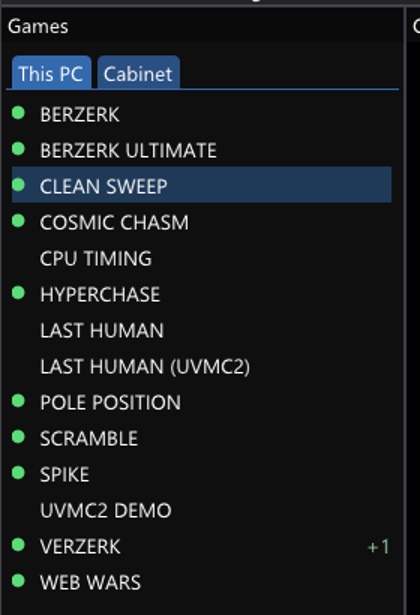 Games
This PC
Cabinet
BERZERK
BERZERK ULTIMATE
CLEAN SWEEP
COSMIC CHASM
CPU TIMING
HYPERCHASE
LAST HUMAN
LAST HUMAN (UVMC2)
POLE POSITION
SCRAMBLE
SPIKE
UVMC2 DEMO
VERZERK +1
WEB WARS